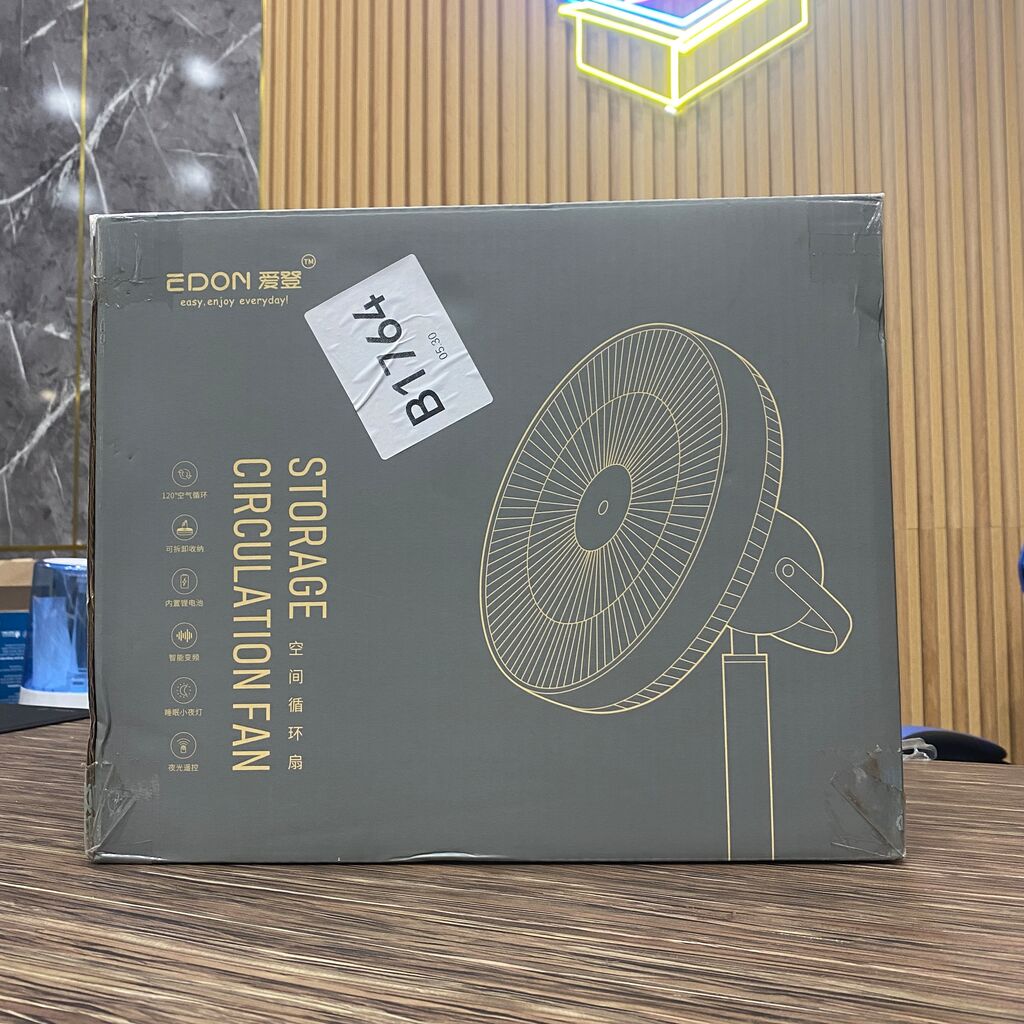 EDON 爱登 TM
easy,enjoy everyday!
B1764
05.30
STORAGE
CIRCULATION FAN
空间循环扇
120°空气循环
可拆卸收纳
内置锂电池
智能变频
睡眠小夜灯
夜光遥控